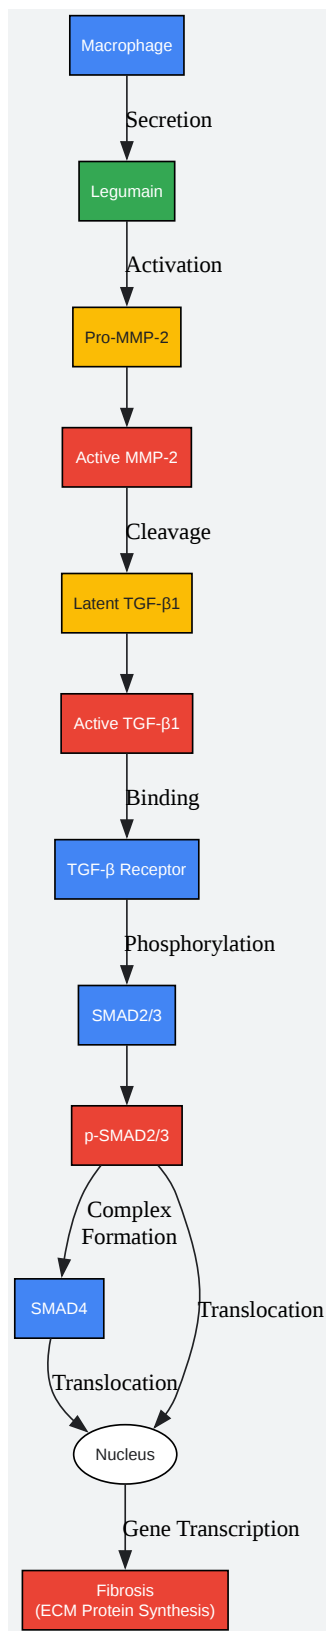 Macrophage
Secretion
Legumain
Activation
Pro-MMP-2
Active MMP-2
Cleavage
Latent TGF-β1
Active TGF-β1
Binding
TGF-β Receptor
Phosphorylation
SMAD2/3
p-SMAD2/3
Complex
Formation
SMAD4
Translocation
Translocation
Nucleus
Gene Transcription
Fibrosis
(ECM Protein Synthesis)